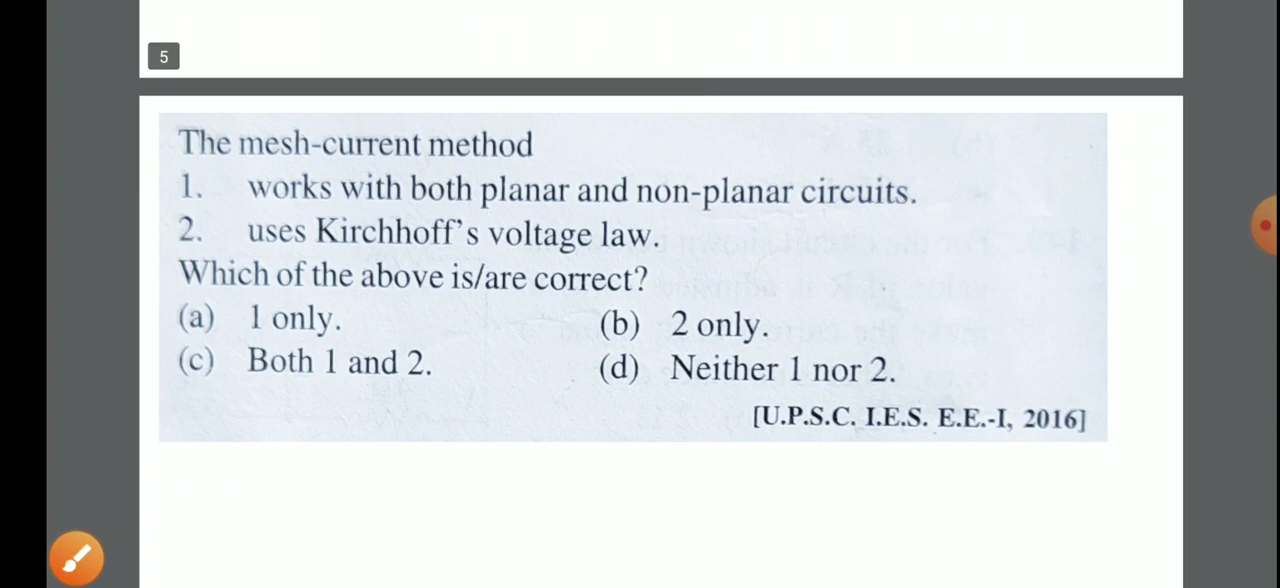 5
The mesh-current method
1. works with both planar and non-planar circuits.
2. uses Kirchhoff's voltage law.
Which of the above is/are correct?
(a) 1 only. (b) 2 only.
(c) Both 1 and 2. (d) Neither 1 nor 2.
[U.P.S.C. I.E.S. E.E.-I, 2016]